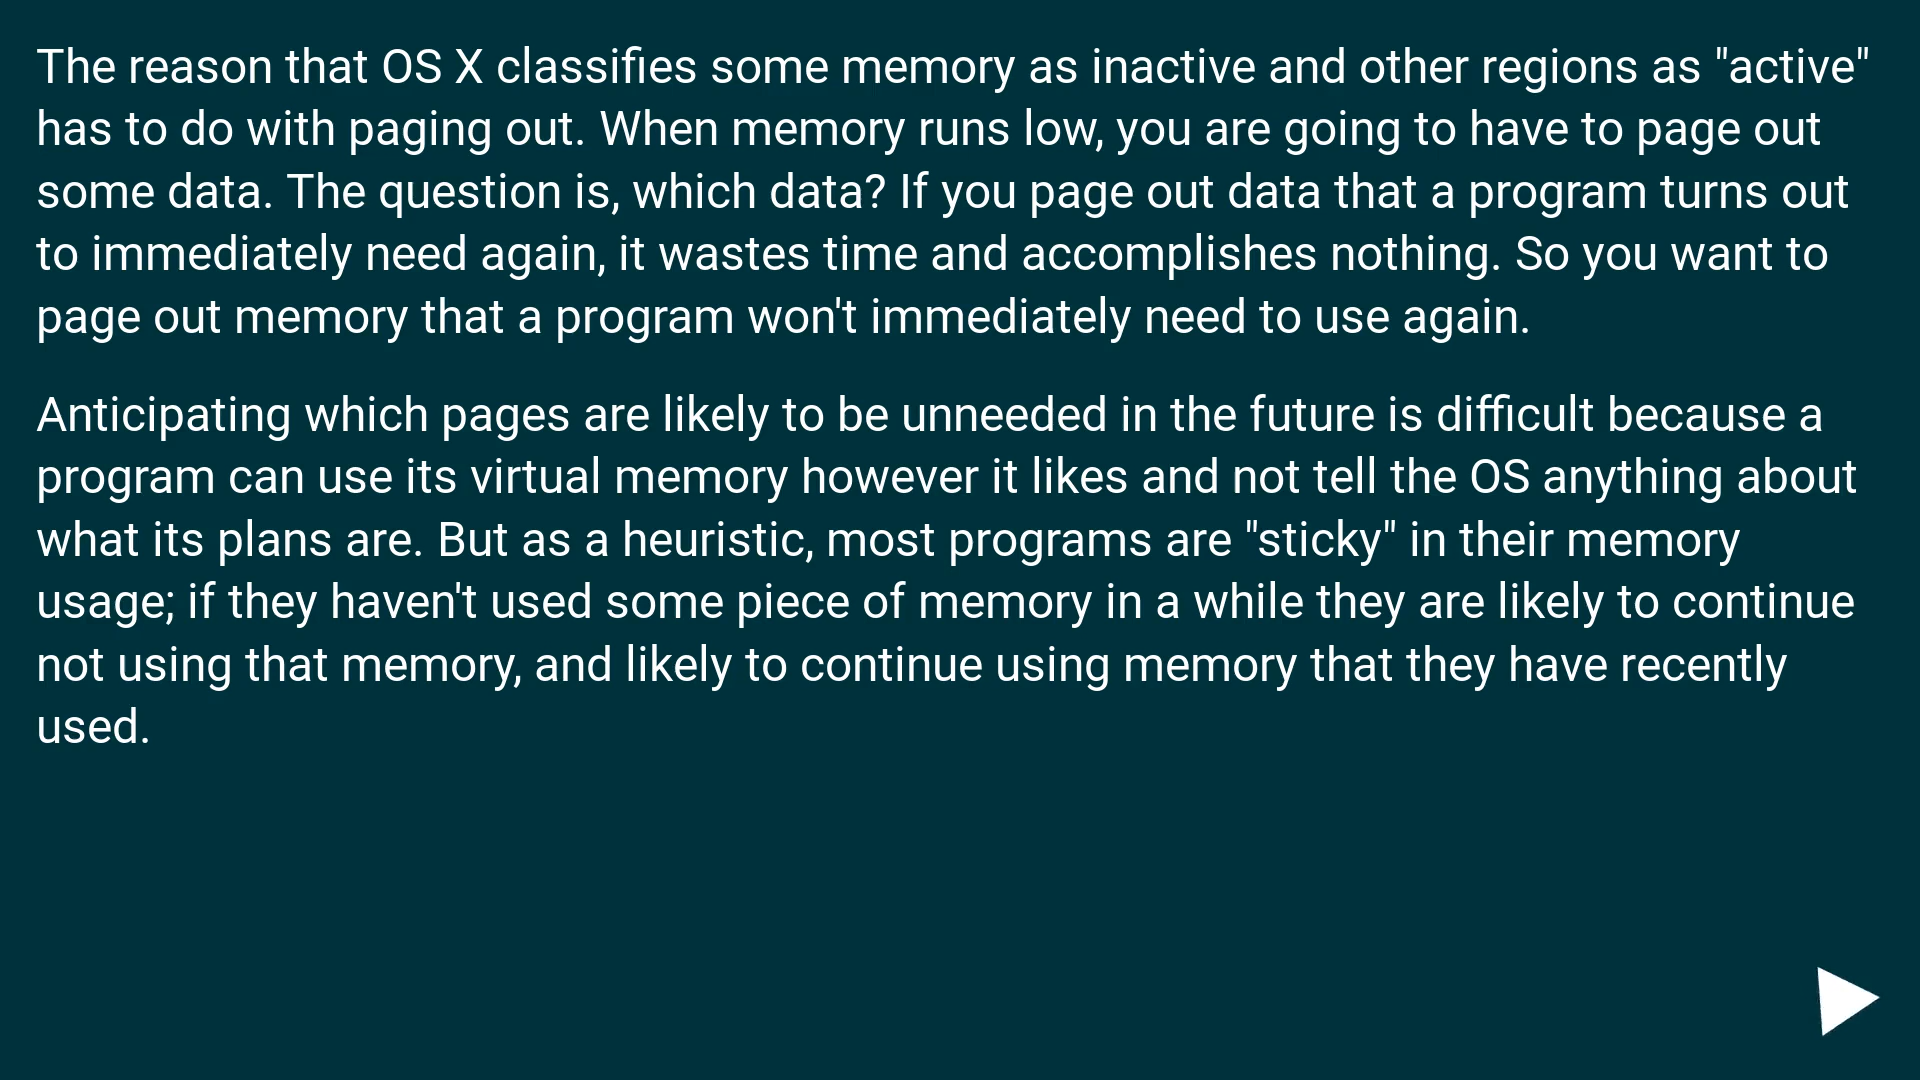 The reason that OS X classifies some memory as inactive and other regions as "active"
has to do with paging out. When memory runs low, you are going to have to page out
some data. The question is, which data? If you page out data that a program turns out
to immediately need again, it wastes time and accomplishes nothing. So you want to
page out memory that a program won't immediately need to use again.
Anticipating which pages are likely to be unneeded in the future is difficult because a
program can use its virtual memory however it likes and not tell the OS anything about
what its plans are. But as a heuristic, most programs are "sticky" in their memory
usage; if they haven't used some piece of memory in a while they are likely to continue
not using that memory, and likely to continue using memory that they have recently
used.